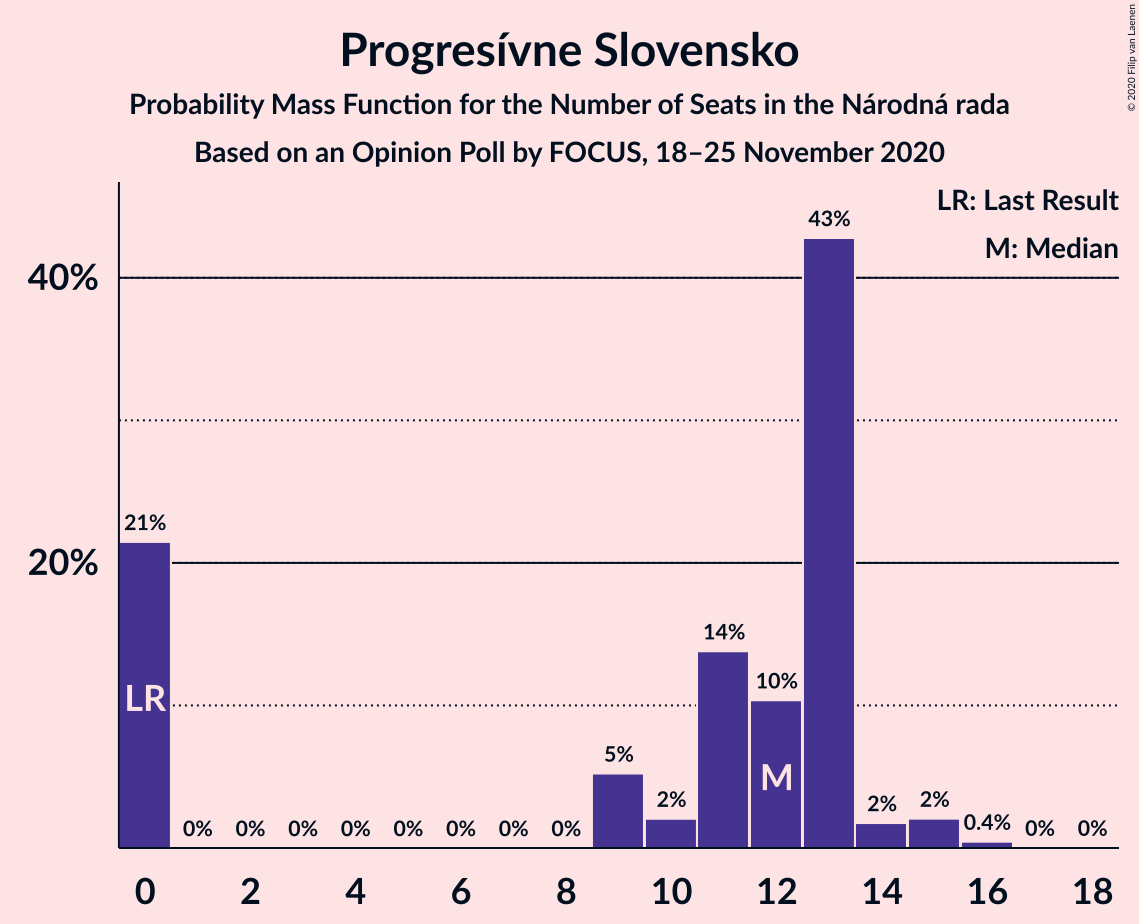 Progresívne Slovensko
Probability Mass Function for the Number of Seats in the Národná rada
Based on an Opinion Poll by FOCUS, 18–25 November 2020
© 2020 Filip van Laenen
LR: Last Result
M: Median
43%
40%
21%
20%
14%
10%
5%
2%
2%
2%
0.4%
0% 0% 0% 0% 0% 0% 0% 0% 0% 0%
LR
M
0 2 4 6 8 10 12 14 16 18